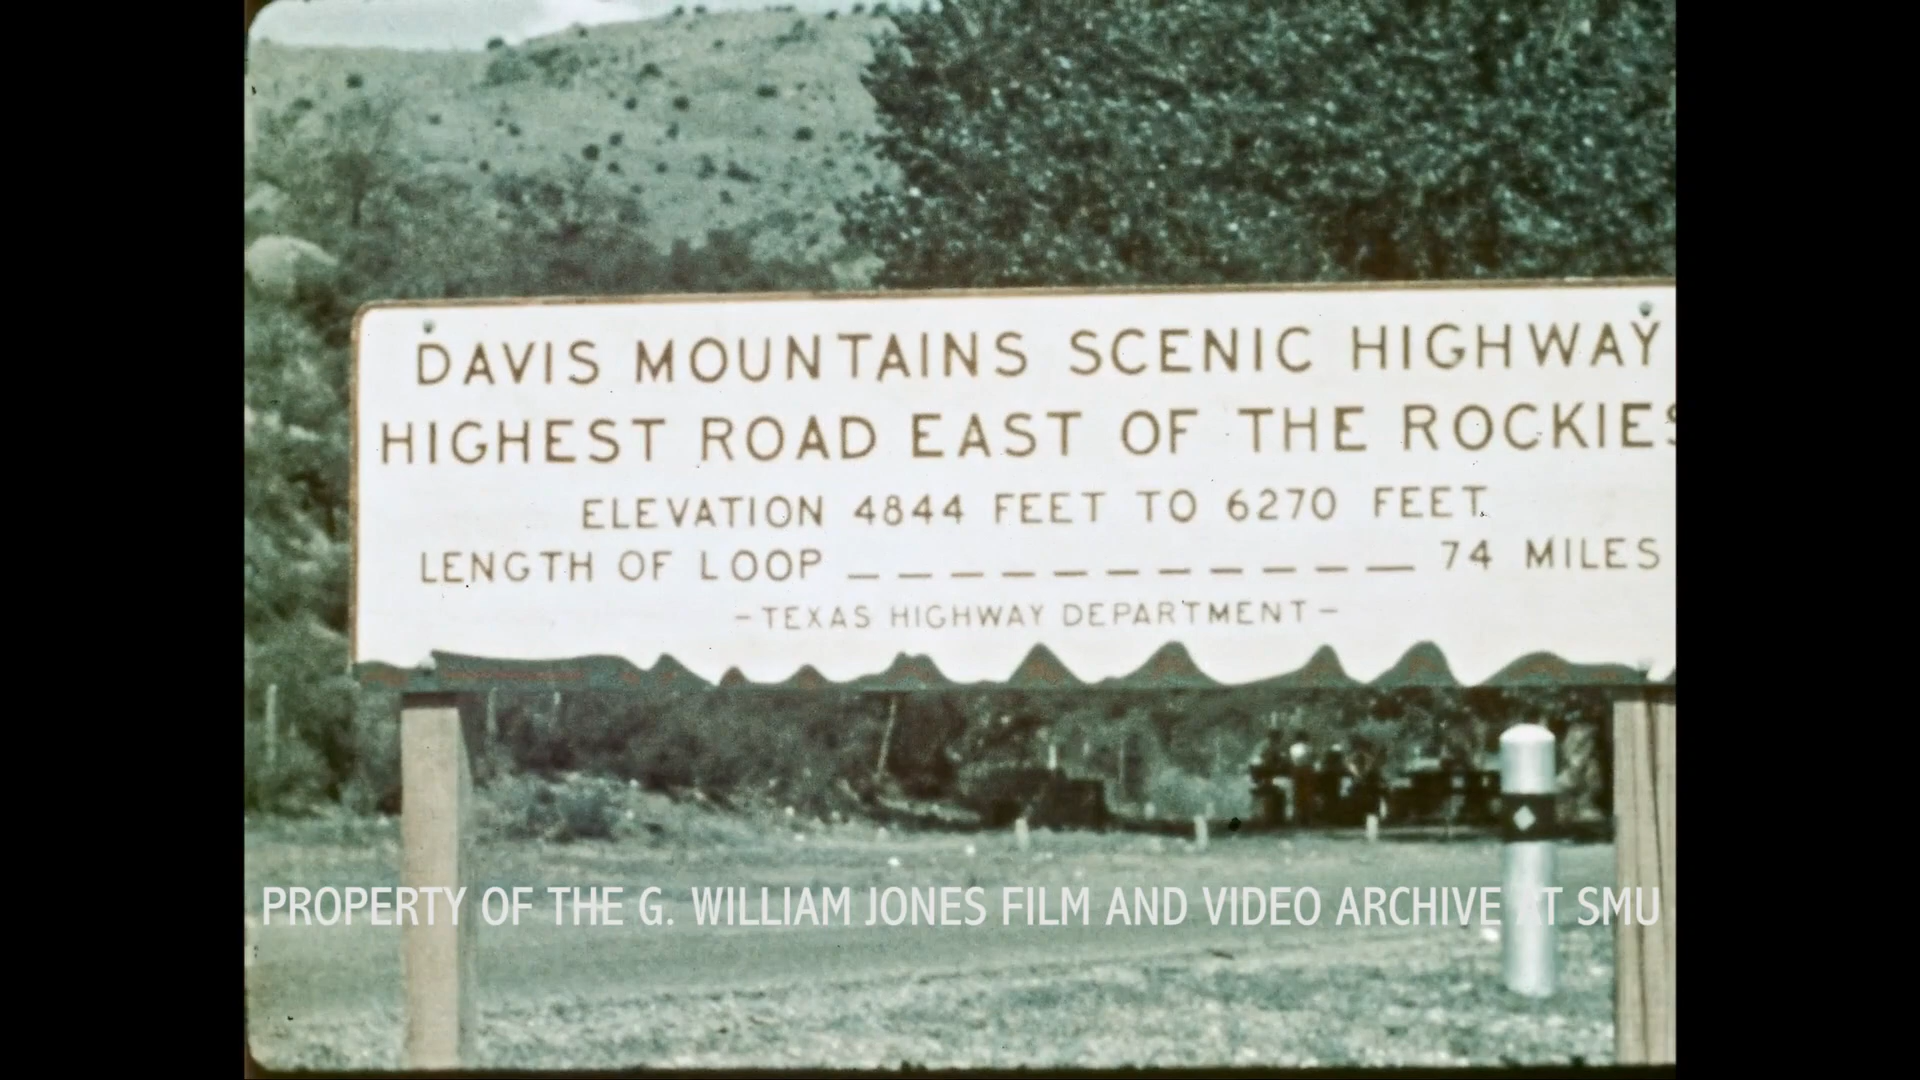 DAVIS MOUNTAINS SCENIC HIGHWAY
HIGHEST ROAD EAST OF THE ROCKIES
ELEVATION 4844 FEET TO 6270 FEET
LENGTH OF LOOP _ _ _ _ _ _ _ _ _ _ _ 74 MILES
-TEXAS HIGHWAY DEPARTMENT-
PROPERTY OF THE G. WILLIAM JONES FILM AND VIDEO ARCHIVE AT SMU